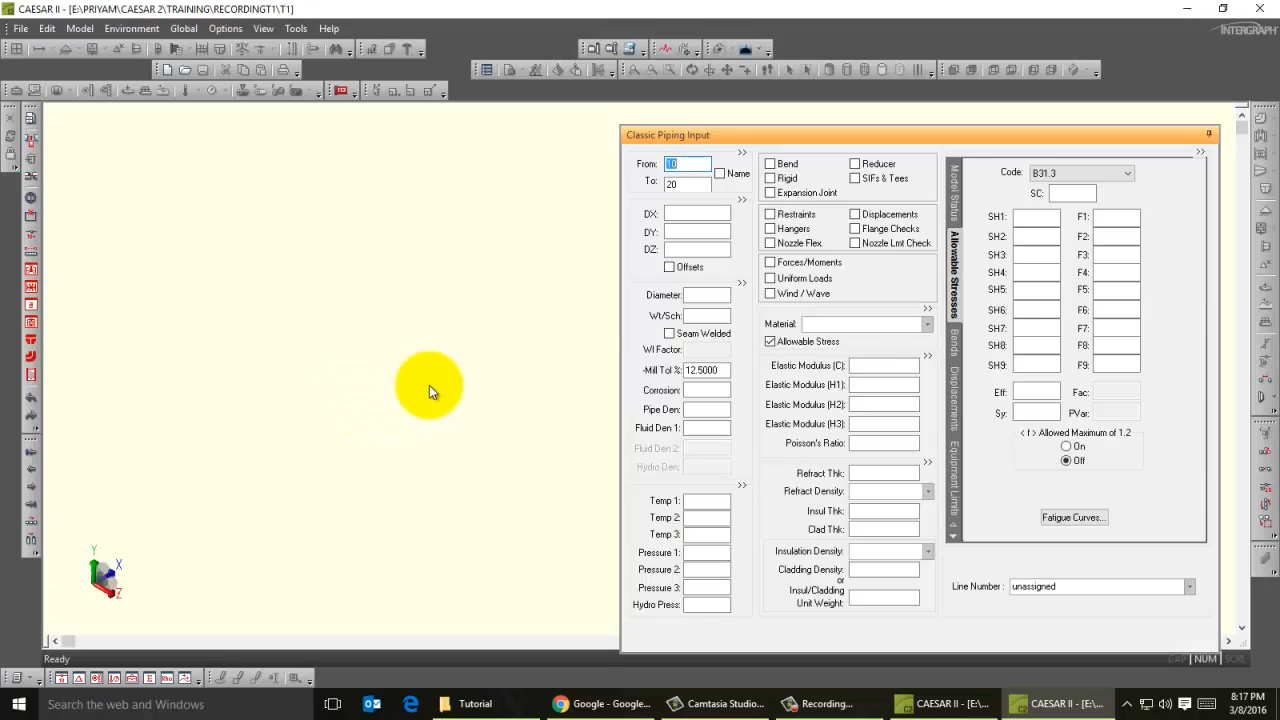 CAESAR II - [E:\PRIYAM\CAESAR 2\TRAINING\RECORDINGT1\T1]
File Edit Model Environment Global Options View Tools Help
INTERGRAPH
Classic Piping Input
From: 10
Name
To: 20
DX:
DY:
DZ:
Offsets
Diameter:
Wt/Sch:
Seam Welded
Wl Factor:
-Mill Tol %: 12.5000
Corrosion:
Pipe Den:
Fluid Den 1:
Fluid Den 2:
Hydro Den:
Temp 1:
Temp 2:
Temp 3:
Pressure 1:
Pressure 2:
Pressure 3:
Hydro Press:
Bend Reducer
Rigid SIFs & Tees
Expansion Joint
Restraints Displacements
Hangers Flange Checks
Nozzle Flex. Nozzle Lmt Check
Forces/Moments
Uniform Loads
Wind / Wave
Material:
Allowable Stress
Elastic Modulus (C):
Elastic Modulus (H1):
Elastic Modulus (H2):
Elastic Modulus (H3):
Poisson's Ratio:
Refract Thk:
Refract Density:
Insul Thk:
Clad Thk:
Insulation Density:
Cladding Density:
or
Insul/Cladding
Unit Weight:
Model Status
Allowable Stresses
Bends
Displacements
Equipment Limits
Code: B31.3
SC:
SH1: F1:
SH2: F2:
SH3: F3:
SH4: F4:
SH5: F5:
SH6: F6:
SH7: F7:
SH8: F8:
SH9: F9:
Eff: Fac:
Sy: PVar:
< f > Allowed Maximum of 1.2
On
Off
Fatigue Curves...
Line Number : unassigned
Y
X
Z
Ready
CAP NUM SCRL
Search the web and Windows
Tutorial
Google - Google...
Camtasia Studio...
Recording...
CAESAR II - [E:\...
CAESAR II - [E:\...
8:17 PM
3/8/2016